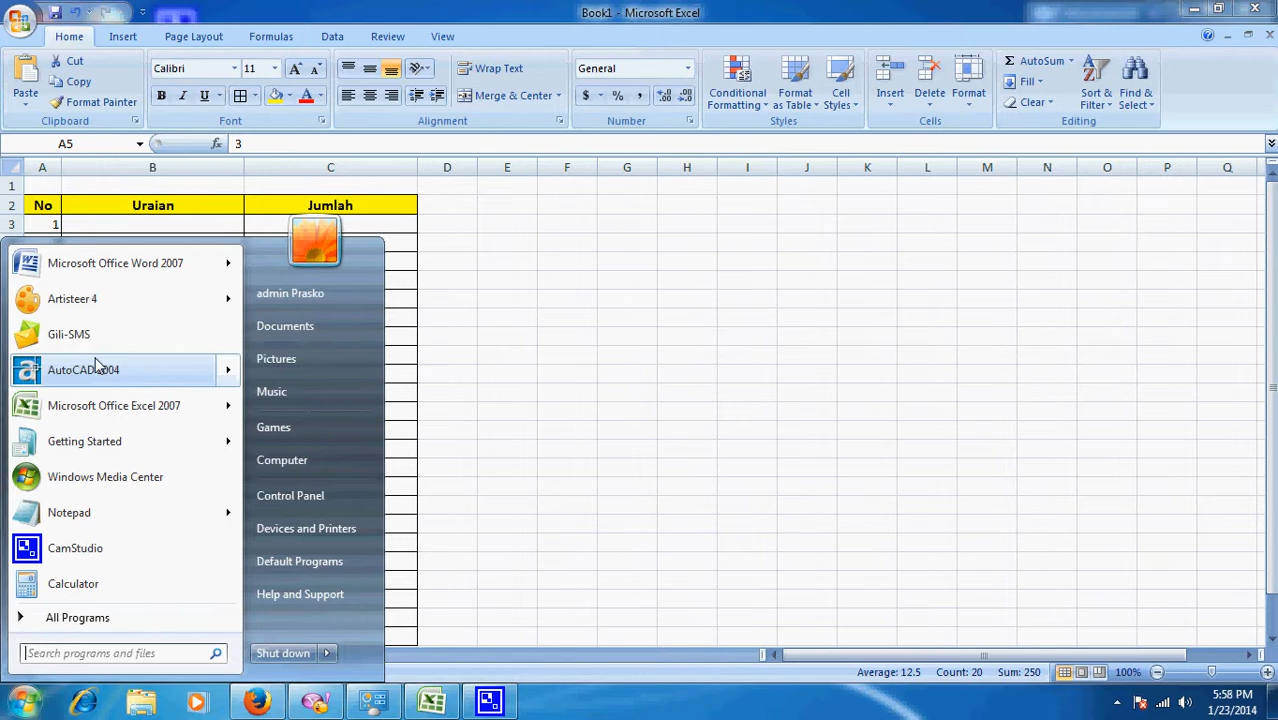 Book1 - Microsoft Excel
Home Insert Page Layout Formulas Data Review View
Paste Cut Copy Format Painter
Calibri 11
B I U A
Wrap Text
Merge & Center
General
$ % ,
Conditional Formatting Format as Table Cell Styles
Insert Delete Format
AutoSum
Fill
Clear
Sort & Filter Find & Select
Clipboard Font Alignment Number Styles Cells Editing
A5 fx 3
A B C D E F G H I J K L M N O P Q
1
2 No Uraian Jumlah
3 1
Microsoft Office Word 2007
Artisteer 4
Gili-SMS
Microsoft Office Excel 2007
Getting Started
Windows Media Center
Notepad
CamStudio
Calculator
All Programs
Search programs and files
admin Prasko
Documents
Pictures
Music
Games
Computer
Control Panel
Devices and Printers
Default Programs
Help and Support
Shut down
Average: 12.5 Count: 20 Sum: 250 100%
5:58 PM
1/23/2014